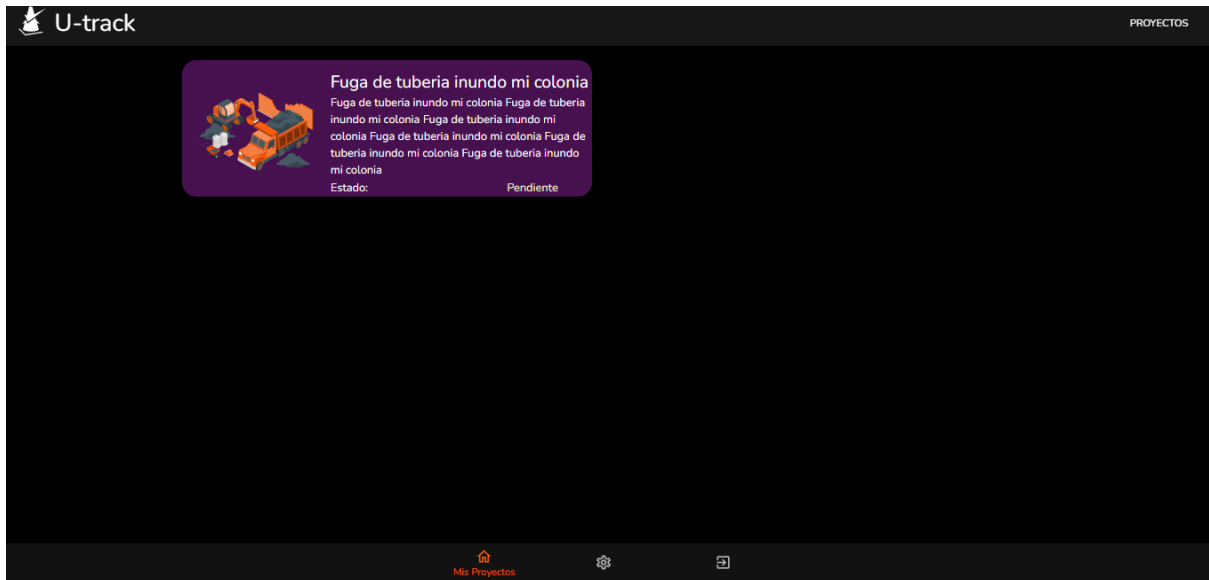 U-track
PROYECTOS
Fuga de tuberia inundo mi colonia
Fuga de tuberia inundo mi colonia Fuga de tuberia
inundo mi colonia Fuga de tuberia inundo mi
colonia Fuga de tuberia inundo mi colonia Fuga de
tuberia inundo mi colonia Fuga de tuberia inundo
mi colonia
Estado: Pendiente
Mis Proyectos